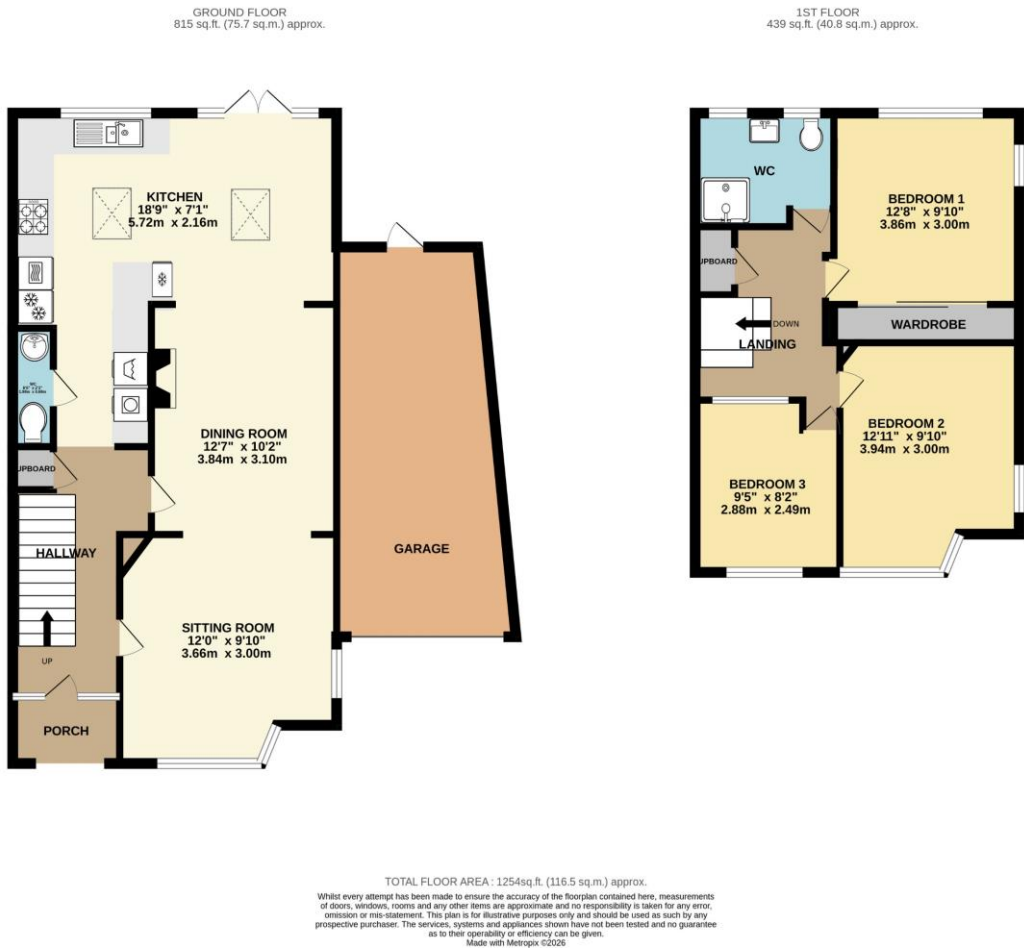 GROUND FLOOR
815 sq.ft. (75.7 sq.m.) approx.
1ST FLOOR
439 sq.ft. (40.8 sq.m.) approx.
KITCHEN
18'9" x 7'1"
5.72m x 2.16m
WC
UPBOARD
DINING ROOM
12'7" x 10'2"
3.84m x 3.10m
HALLWAY
UP
PORCH
SITTING ROOM
12'0" x 9'10"
3.66m x 3.00m
GARAGE
WC
UPBOARD
DOWN
LANDING
BEDROOM 1
12'8" x 9'10"
3.86m x 3.00m
WARDROBE
BEDROOM 2
12'11" x 9'10"
3.94m x 3.00m
BEDROOM 3
9'5" x 8'2"
2.88m x 2.49m
TOTAL FLOOR AREA : 1254sq.ft. (116.5 sq.m.) approx.
Whilst every attempt has been made to ensure the accuracy of the floorplan contained here, measurements
of doors, windows, rooms and any other items are approximate and no responsibility is taken for any error,
omission or mis-statement. This plan is for illustrative purposes only and should be used as such by any
prospective purchaser. The services, systems and appliances shown have not been tested and no guarantee
as to their operability or efficiency can be given.
Made with Metropix ©2026